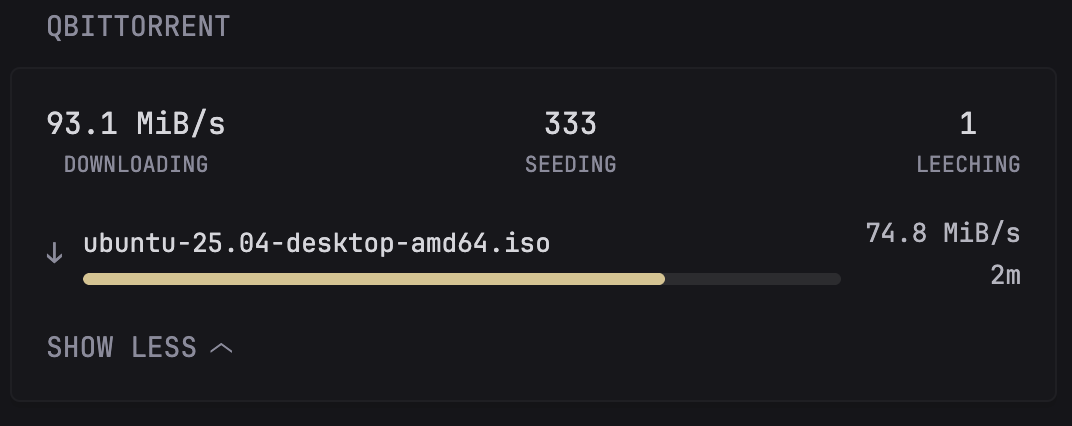 QBITTORRENT
93.1 MiB/s 333 1
DOWNLOADING SEEDING LEECHING
ubuntu-25.04-desktop-amd64.iso 74.8 MiB/s
2m
SHOW LESS